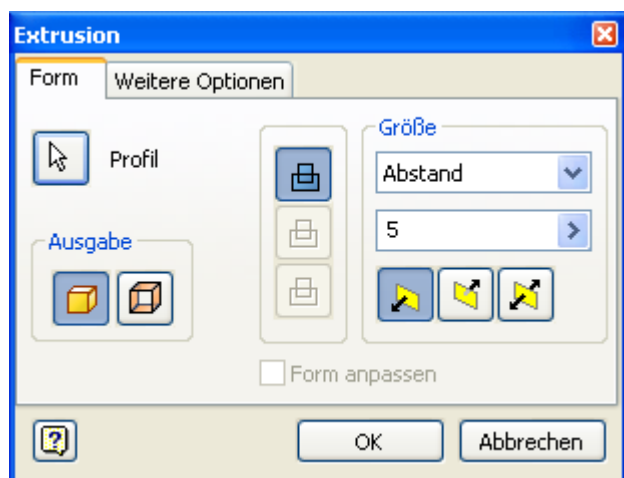 Extrusion
Form
Weitere Optionen
Profil
Ausgabe
Größe
Abstand
5
Form anpassen
OK
Abbrechen